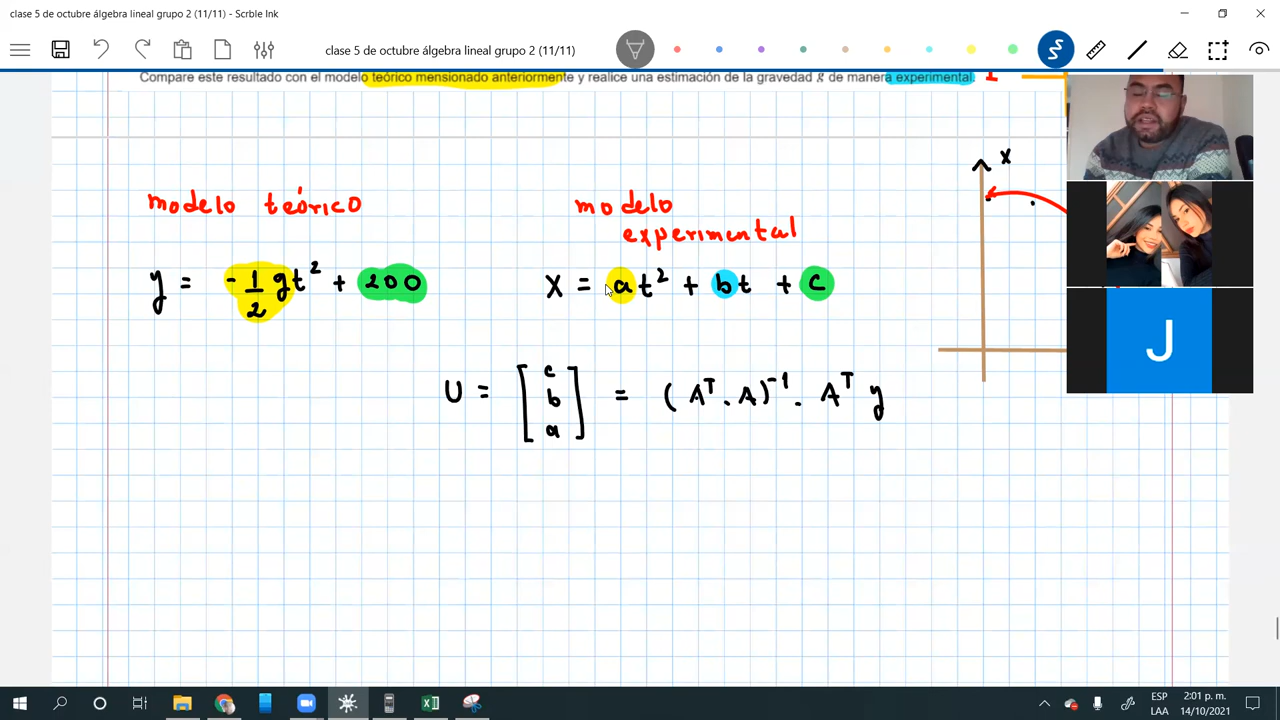 clase 5 de octubre álgebra lineal grupo 2 (11/11) - Scrble Ink
clase 5 de octubre álgebra lineal grupo 2 (11/11)
Compare este resultado con el modelo teórico mencionado anteriormente y realice una estimación de la gravedad g de manera experimental.
x
modelo teórico
modelo
experimental
y = -1/2 gt² + 200
x = at² + bt + c
U = [c b a] = (Aᵀ . A)⁻¹ . Aᵀ y
J
ESP
LAA
2:01 p. m.
14/10/2021